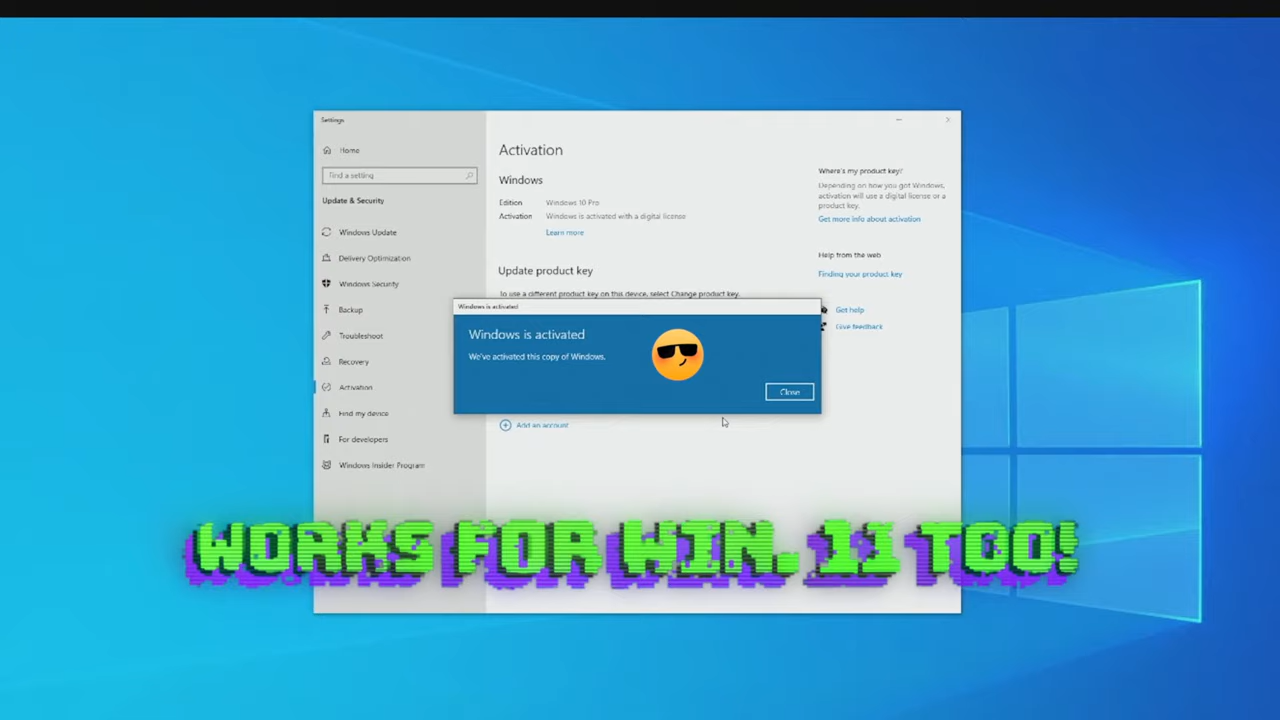 Settings
Home
Find a setting
Update & Security
Windows Update
Delivery Optimization
Windows Security
Backup
Troubleshoot
Recovery
Activation
Find my device
For developers
Windows Insider Program
Activation
Windows
Edition Windows 10 Pro
Activation Windows is activated with a digital license
Learn more
Update product key
To use a different product key on this device, select Change product key.
Windows is activated
Windows is activated
We've activated this copy of Windows.
Close
Add an account
Where's my product key?
Depending on how you got Windows,
activation will use a digital license or a
product key.
Get more info about activation
Help from the web
Finding your product key
Get help
Give feedback
WORKS FOR WIN. 11 TOO!